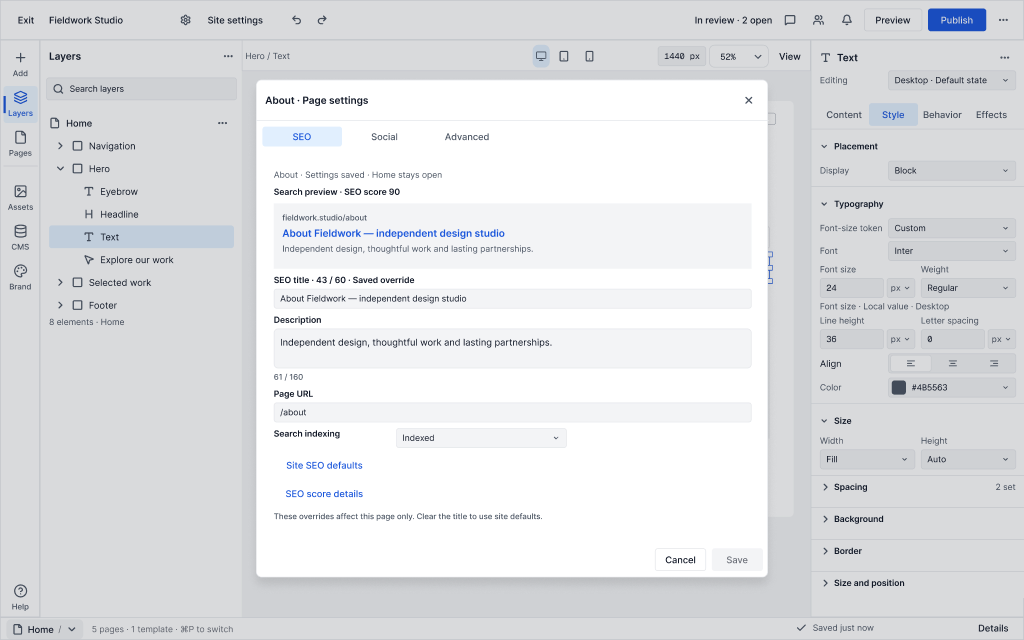 Exit
Fieldwork Studio
Site settings
In review · 2 open
Preview
Publish
Add
Layers
Pages
Assets
CMS
Brand
Help
Layers
Search layers
Home
Navigation
Hero
Eyebrow
Headline
Text
Explore our work
Selected work
Footer
8 elements · Home
Hero / Text
1440 px
52%
View
About · Page settings
SEO
Social
Advanced
About · Settings saved · Home stays open
Search preview · SEO score 90
fieldwork.studio/about
About Fieldwork — independent design studio
Independent design, thoughtful work and lasting partnerships.
SEO title · 43 / 60 · Saved override
About Fieldwork — independent design studio
Description
Independent design, thoughtful work and lasting partnerships.
61 / 160
Page URL
/about
Search indexing
Indexed
Site SEO defaults
SEO score details
These overrides affect this page only. Clear the title to use site defaults.
Cancel
Save
Text
Editing
Desktop · Default state
Content
Style
Behavior
Effects
Placement
Display
Block
Typography
Font-size token
Custom
Font
Inter
Font size
Weight
24
px
Regular
Font size · Local value · Desktop
Line height
Letter spacing
36
px
0
px
Align
Color
#4B5563
Size
Width
Height
Fill
Auto
Spacing
2 set
Background
Border
Size and position
Home /
5 pages · 1 template · ⌘P to switch
Saved just now
Details